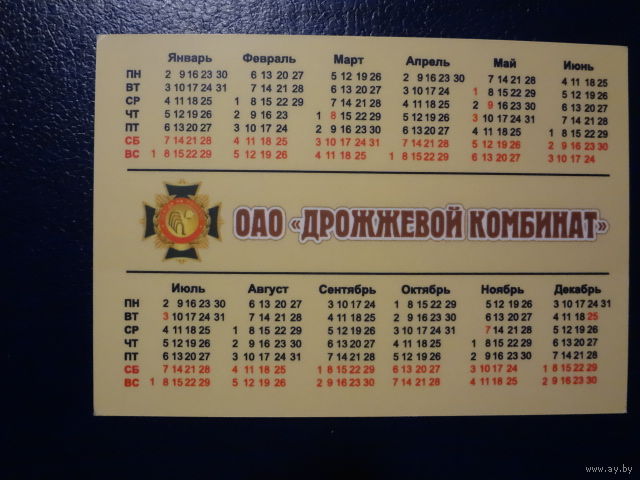 Январь Февраль Март Апрель Май Июнь
ПН 2 9 16 23 30 6 13 20 27 5 12 19 26 2 9 16 23 30 7 14 21 28 4 11 18 25
ВТ 3 10 17 24 31 7 14 21 28 6 13 20 27 3 10 17 24 1 8 15 22 29 5 12 19 26
СР 4 11 18 25 1 8 15 22 29 7 14 21 28 4 11 18 25 2 9 16 23 30 6 13 20 27
ЧТ 5 12 19 26 2 9 16 23 1 8 15 22 29 5 12 19 26 3 10 17 24 31 7 14 21 28
ПТ 6 13 20 27 3 10 17 24 2 9 16 23 30 6 13 20 27 4 11 18 25 1 8 15 22 29
СБ 7 14 21 28 4 11 18 25 3 10 17 24 31 7 14 21 28 5 12 19 26 2 9 16 23 30
ВС 1 8 15 22 29 5 12 19 26 4 11 18 25 1 8 15 22 29 6 13 20 27 3 10 17 24
ОАО «ДРОЖЖЕВОЙ КОМБИНАТ»
Июль Август Сентябрь Октябрь Ноябрь Декабрь
ПН 2 9 16 23 30 6 13 20 27 3 10 17 24 1 8 15 22 29 5 12 19 26 3 10 17 24 31
ВТ 3 10 17 24 31 7 14 21 28 4 11 18 25 2 9 16 23 30 6 13 20 27 4 11 18 25
СР 4 11 18 25 1 8 15 22 29 5 12 19 26 3 10 17 24 31 7 14 21 28 5 12 19 26
ЧТ 5 12 19 26 2 9 16 23 30 6 13 20 27 4 11 18 25 1 8 15 22 29 6 13 20 27
ПТ 6 13 20 27 3 10 17 24 31 7 14 21 28 5 12 19 26 2 9 16 23 30 7 14 21 28
СБ 7 14 21 28 4 11 18 25 1 8 15 22 29 6 13 20 27 3 10 17 24 1 8 15 22 29
ВС 1 8 15 22 29 5 12 19 26 2 9 16 23 30 7 14 21 28 4 11 18 25 2 9 16 23 30
www.ay.by